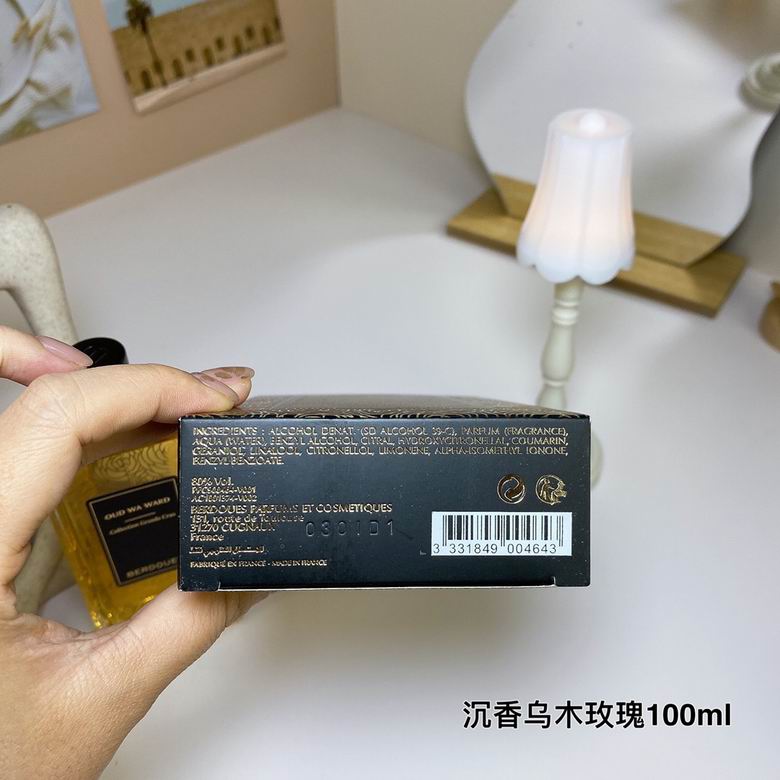 INGREDIENTS : ALCOHOL DENAT. (SD ALCOHOL 39-C), PARFUM (FRAGRANCE),
AQUA (WATER), BENZYL ALCOHOL, CITRAL, HYDROXYCITRONELLAL, COUMARIN,
GERANIOL, LINALOOL, CITRONELLOL, LIMONENE, ALPHA-ISOMETHYL IONONE,
BENZYL BENZOATE.
80% Vol.
BERDOUES PARFUMS ET COSMETIQUES
131, route de Toulouse
31270 CUGNAUX
France
0301D1
FABRIQUÉ EN FRANCE - MADE IN FRANCE
3 331849 004643
OUD WA WARD
Collection Grands Crus
BERDOUES
沉香乌木玫瑰100ml